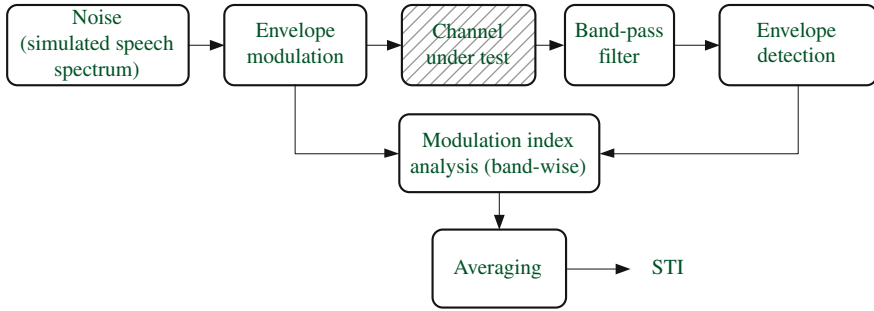 Noise
(simulated speech
spectrum)
Envelope
modulation
Channel
under test
Band-pass
filter
Envelope
detection
Modulation index
analysis (band-wise)
Averaging
STI